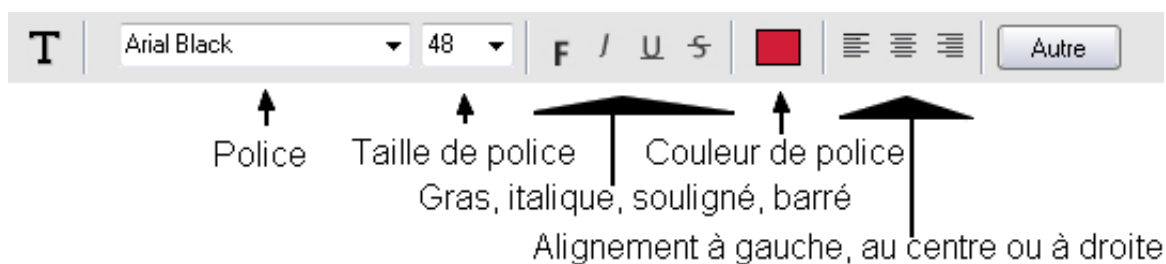 T Arial Black 48 F I U S Autre
Police Taille de police Couleur de police
Gras, italique, souligné, barré
Alignement à gauche, au centre ou à droite